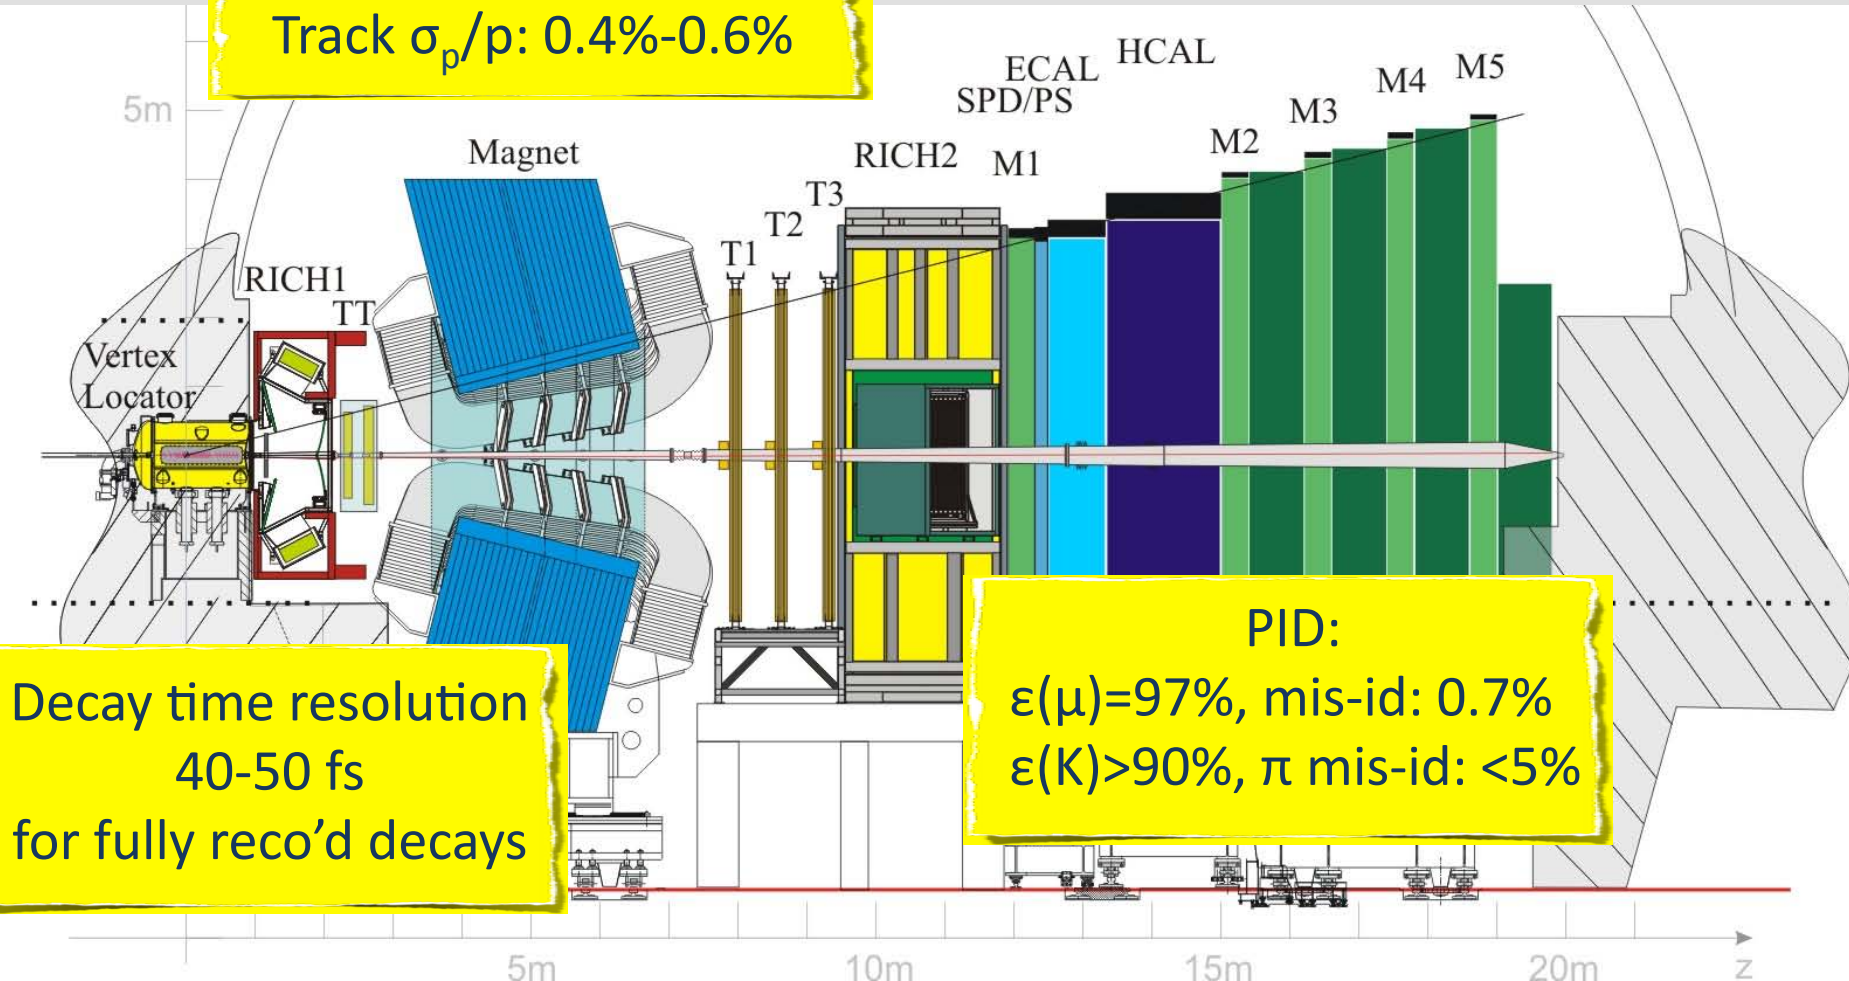 Track σp/p: 0.4%-0.6%
HCAL
ECAL
M5
M4
SPD/PS
M3
5m
M2
Magnet
RICH2
M1
T3
T2
T1
RICH1
TT
Vertex
Locator
PID:
ε(μ)=97%, mis-id: 0.7%
ε(K)>90%, π mis-id: <5%
Decay time resolution
40-50 fs
for fully reco’d decays
5m
10m
15m
20m
z